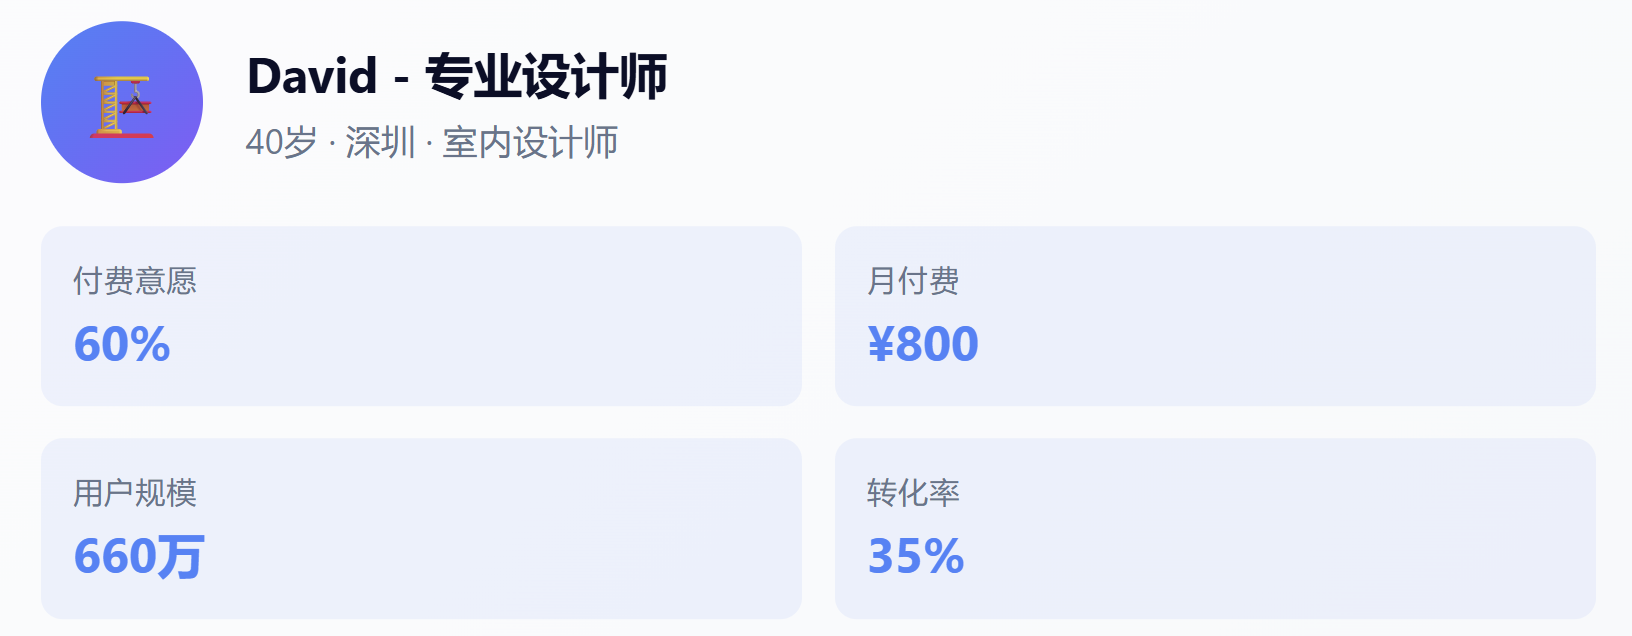 David - 专业设计师
40岁 · 深圳 · 室内设计师
付费意愿
60%
月付费
¥800
用户规模
660万
转化率
35%